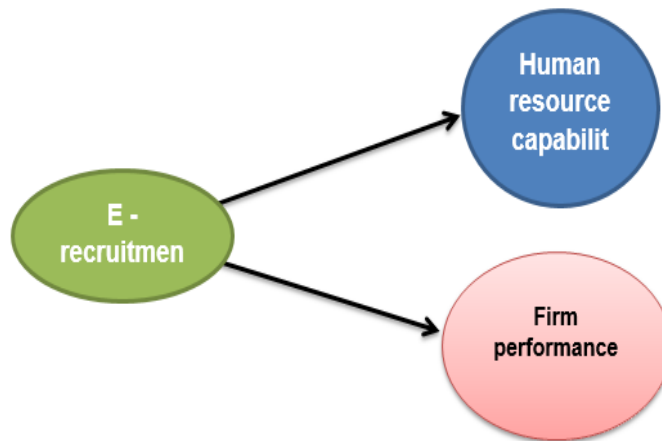 Human
resource
capabilit
E -
recruitmen
Firm
performance